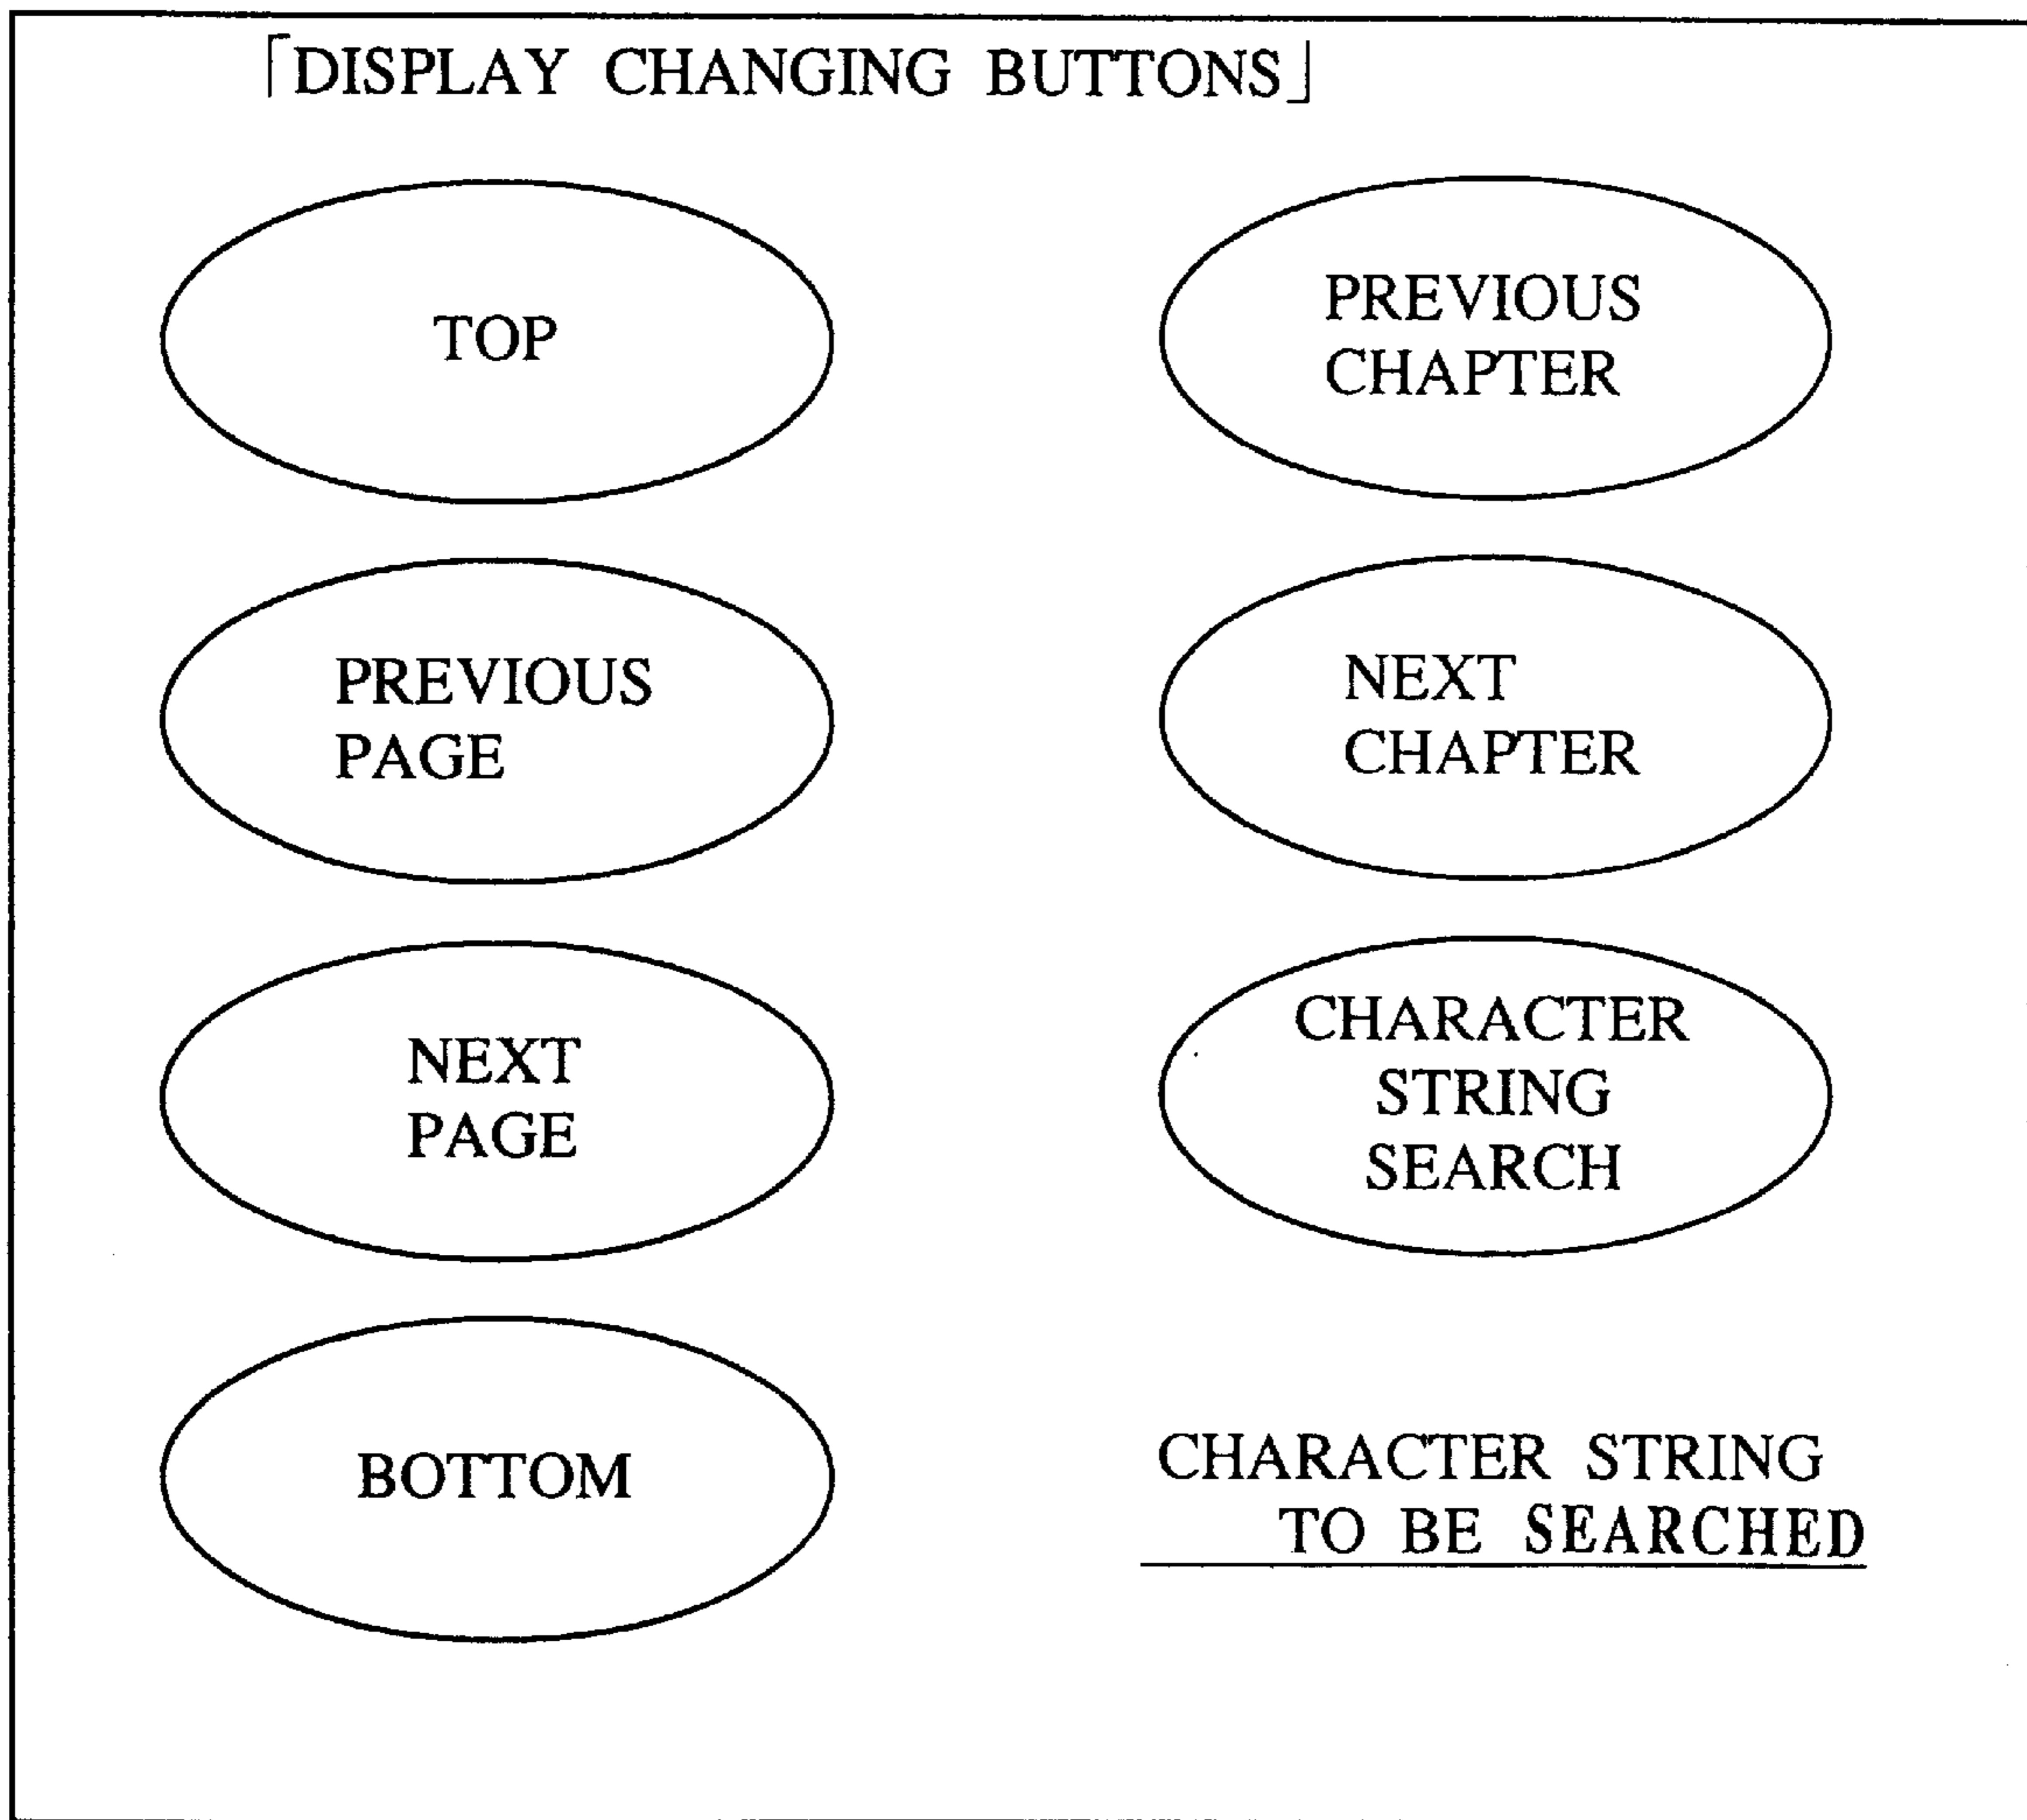 「DISPLAY CHANGING BUTTONS」
TOP
PREVIOUS
PAGE
NEXT
PAGE
BOTTOM
PREVIOUS
CHAPTER
NEXT
CHAPTER
CHARACTER
STRING
SEARCH
CHARACTER STRING
TO BE SEARCHED